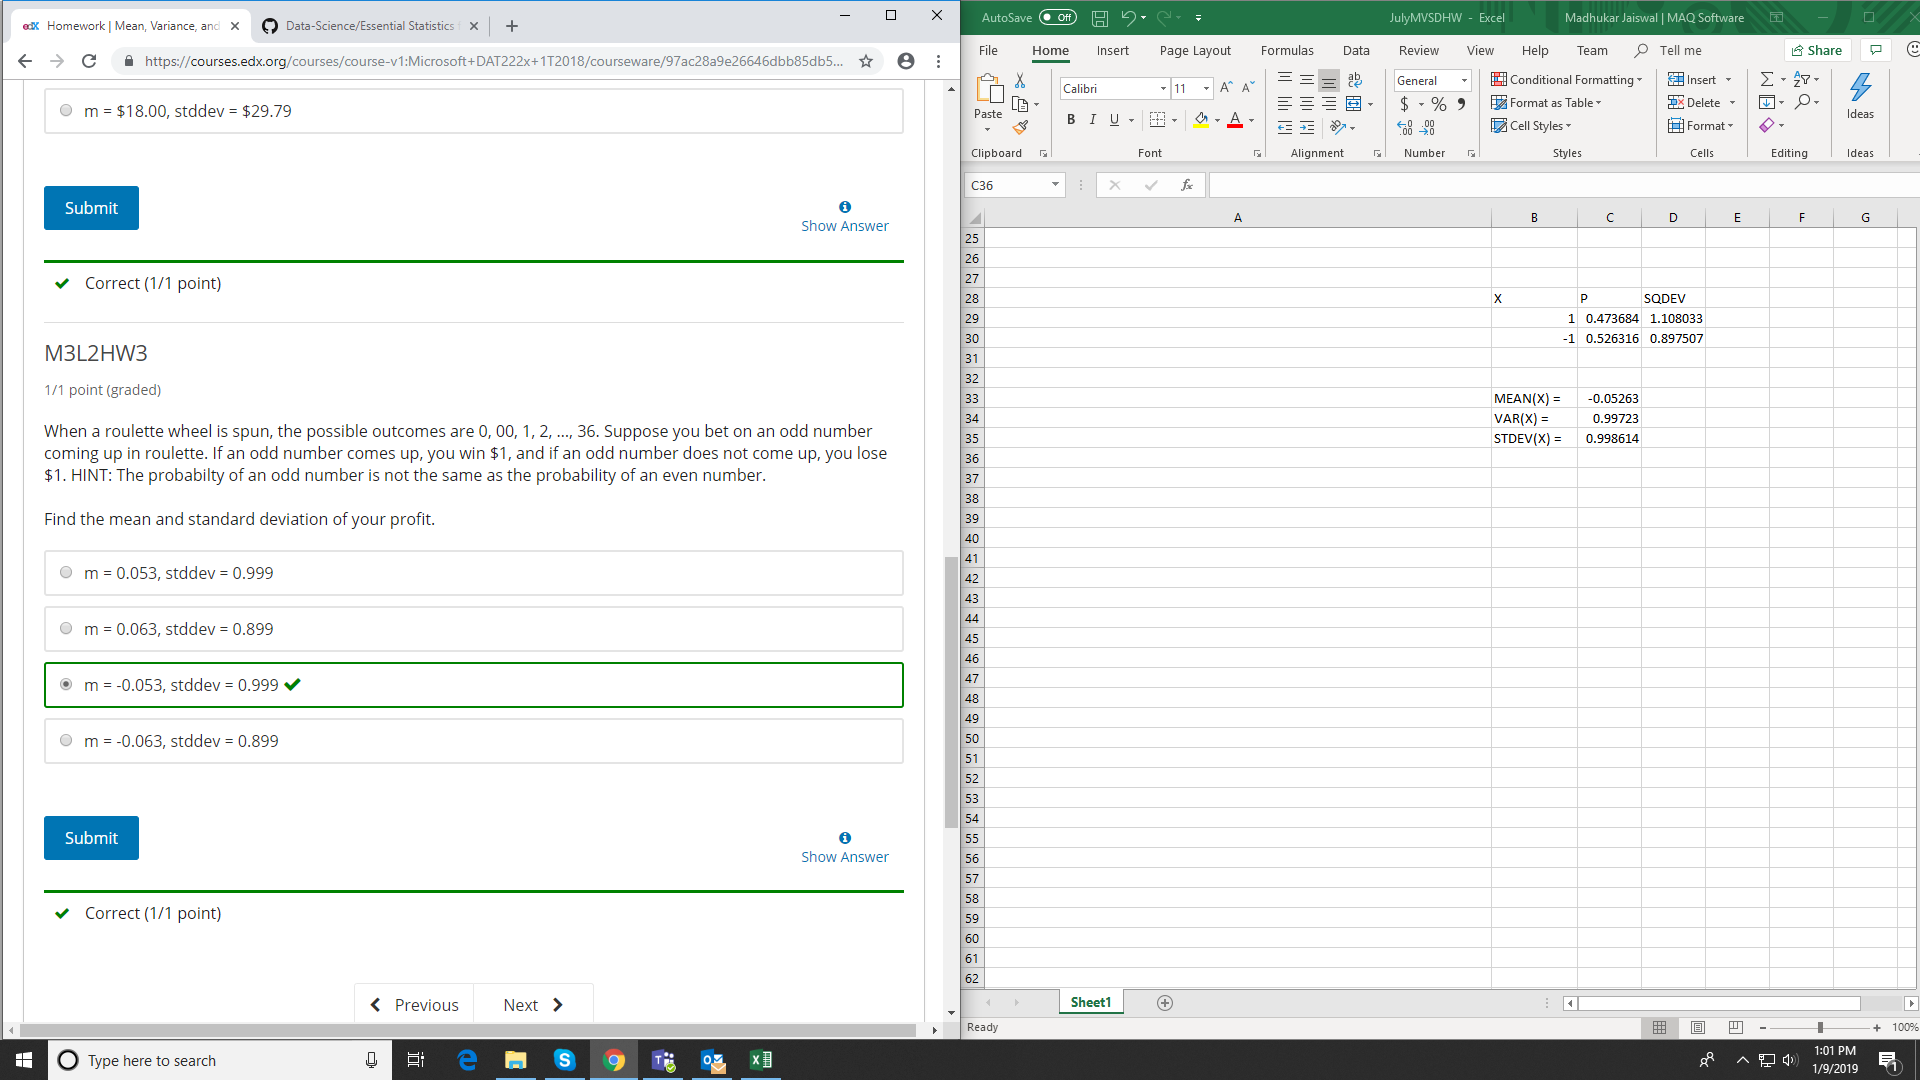 Homework | Mean, Variance, and
Data-Science/Essential Statistics
https://courses.edx.org/courses/course-v1:Microsoft+DAT222x+1T2018/courseware/97ac28a9e26646dbb85db5...
m = $18.00, stddev = $29.79
Submit
Show Answer
Correct (1/1 point)
M3L2HW3
1/1 point (graded)
When a roulette wheel is spun, the possible outcomes are 0, 00, 1, 2, ..., 36. Suppose you bet on an odd number
coming up in roulette. If an odd number comes up, you win $1, and if an odd number does not come up, you lose
$1. HINT: The probabilty of an odd number is not the same as the probability of an even number.
Find the mean and standard deviation of your profit.
m = 0.053, stddev = 0.999
m = 0.063, stddev = 0.899
m = -0.053, stddev = 0.999
m = -0.063, stddev = 0.899
Submit
Show Answer
Correct (1/1 point)
Previous Next
AutoSave Off JulyMVSDHW - Excel Madhukar Jaiswal | MAQ Software
File Home Insert Page Layout Formulas Data Review View Help Team Tell me Share
Paste
Calibri 11
B I U A
General
$ %
Conditional Formatting
Format as Table
Cell Styles
Insert
Delete
Format
Ideas
Clipboard Font Alignment Number Styles Cells Editing Ideas
C36 fx
A B C D E F G
25
26
27
28 X P SQDEV
29 1 0.473684 1.108033
30 -1 0.526316 0.897507
31
32
33 MEAN(X) = -0.05263
34 VAR(X) = 0.99723
35 STDEV(X) = 0.998614
36
37
38
39
40
41
42
43
44
45
46
47
48
49
50
51
52
53
54
55
56
57
58
59
60
61
62
Sheet1
Ready 100%
Type here to search
1:01 PM
1/9/2019